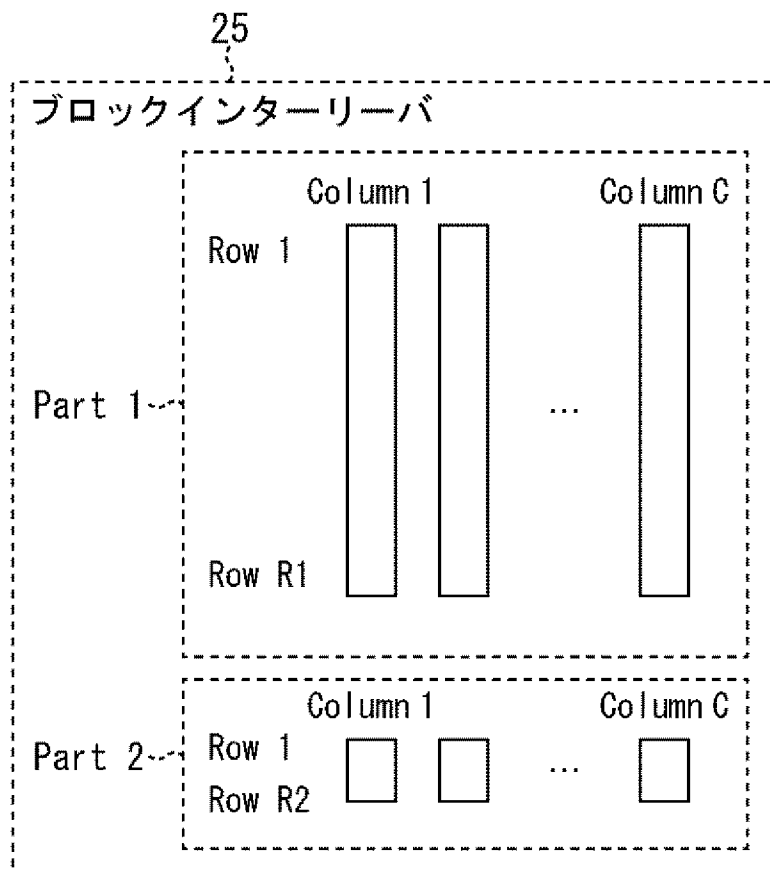 25
ブロックインターリーバ
Column 1 Column C
Row 1
Part 1 ...
Row R1
Column 1 Column C
Row 1
Part 2 ...
Row R2